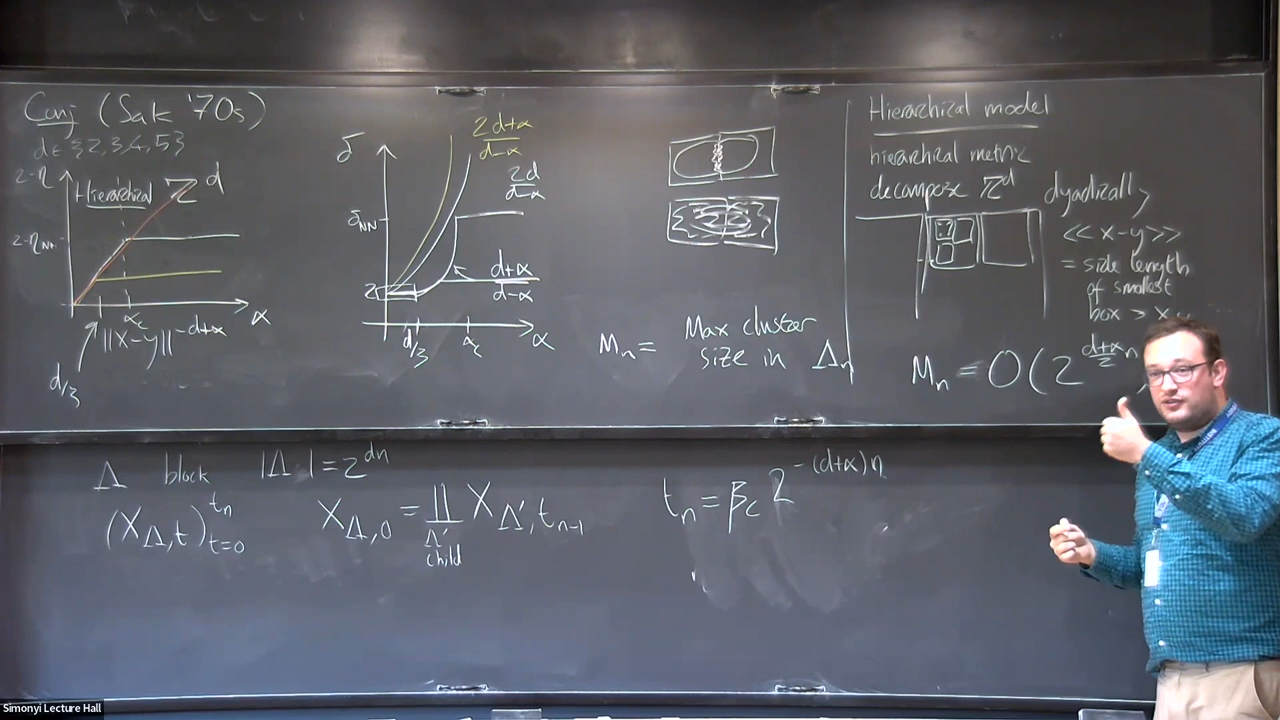 Conj (Sak '70s)
d ∈ {2,3,4,5}
2-η
Hierarchical
ℤ^d
2-η_NN
α_c
α
||X-y||^{-d+α}
d/3
δ
2d+α
d-α
2d
d-α
δ_NN
d+α
d-α
2
d/3
α_c
α
M_n =
Max cluster
size in Λ_n
Hierarchical model
hierarchical metric
decompose ℤ^d
dyadically
<<x-y>>
= side length
of smallest
box ∋ x,y
M_n = O(2^{\frac{d+α}{2} n}
Λ block |Λ| = 2^{dn}
(X_{Λ,t})_{t=0}^{t_n}
X_{Λ,0} = ∐ X_{Λ',t_{n-1}}
Λ'
child
t_n = β_c 2^{-(d+α)n}
Simonyi Lecture Hall